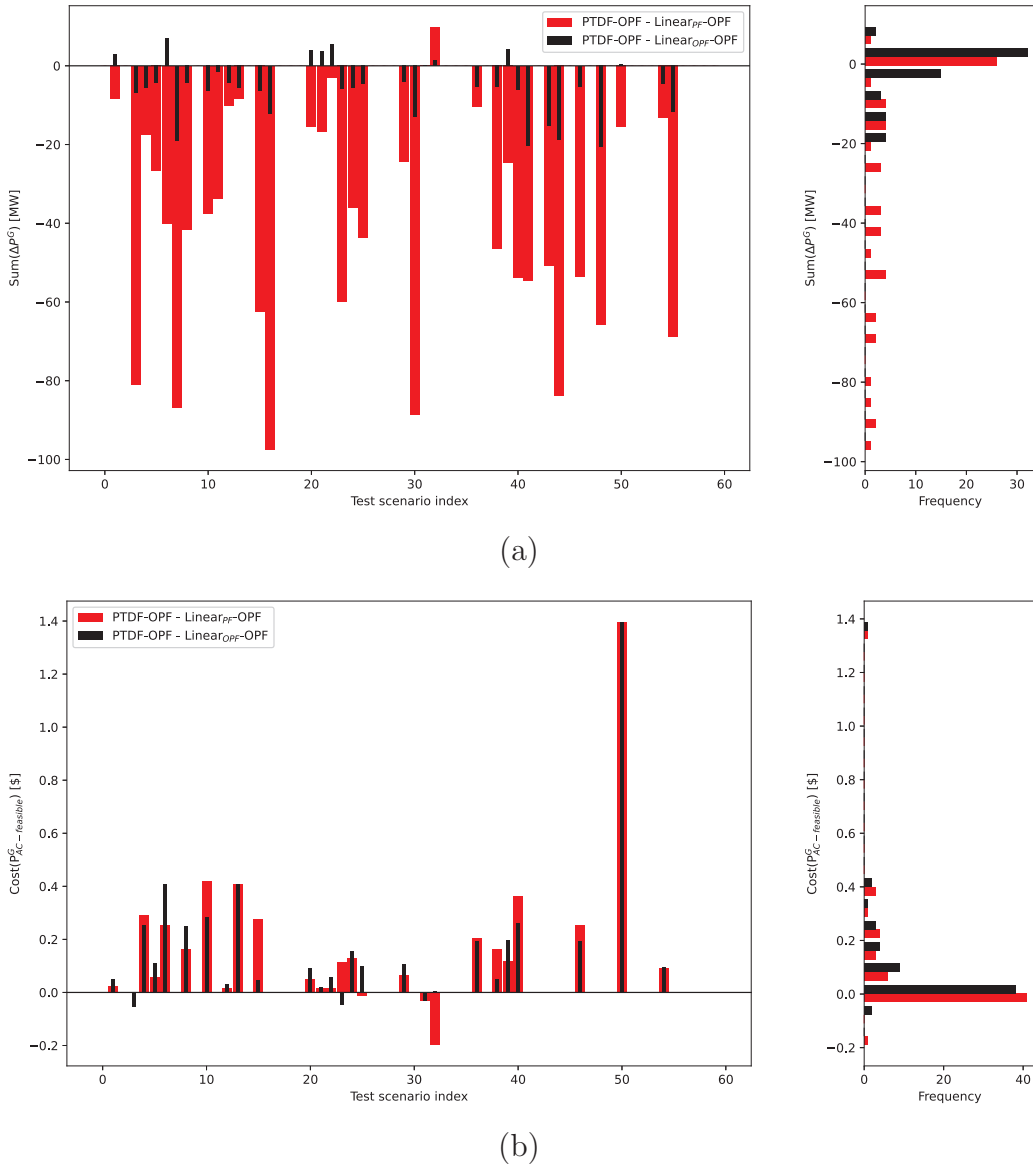 PTDF-OPF - Linear_PF-OPF
PTDF-OPF - Linear_OPF-OPF
0
−20
−40
−60
−80
−100
Sum(ΔP^G) [MW]
0 10 20 30 40 50 60
Test scenario index
0
−20
−40
−60
−80
−100
Sum(ΔP^G) [MW]
0 10 20 30
Frequency
(a)
PTDF-OPF - Linear_PF-OPF
PTDF-OPF - Linear_OPF-OPF
1.4
1.2
1.0
0.8
0.6
0.4
0.2
0.0
−0.2
Cost(P^G_AC−feasible) [$]
0 10 20 30 40 50 60
Test scenario index
1.4
1.2
1.0
0.8
0.6
0.4
0.2
0.0
−0.2
Cost(P^G_AC−feasible) [$]
0 20 40
Frequency
(b)